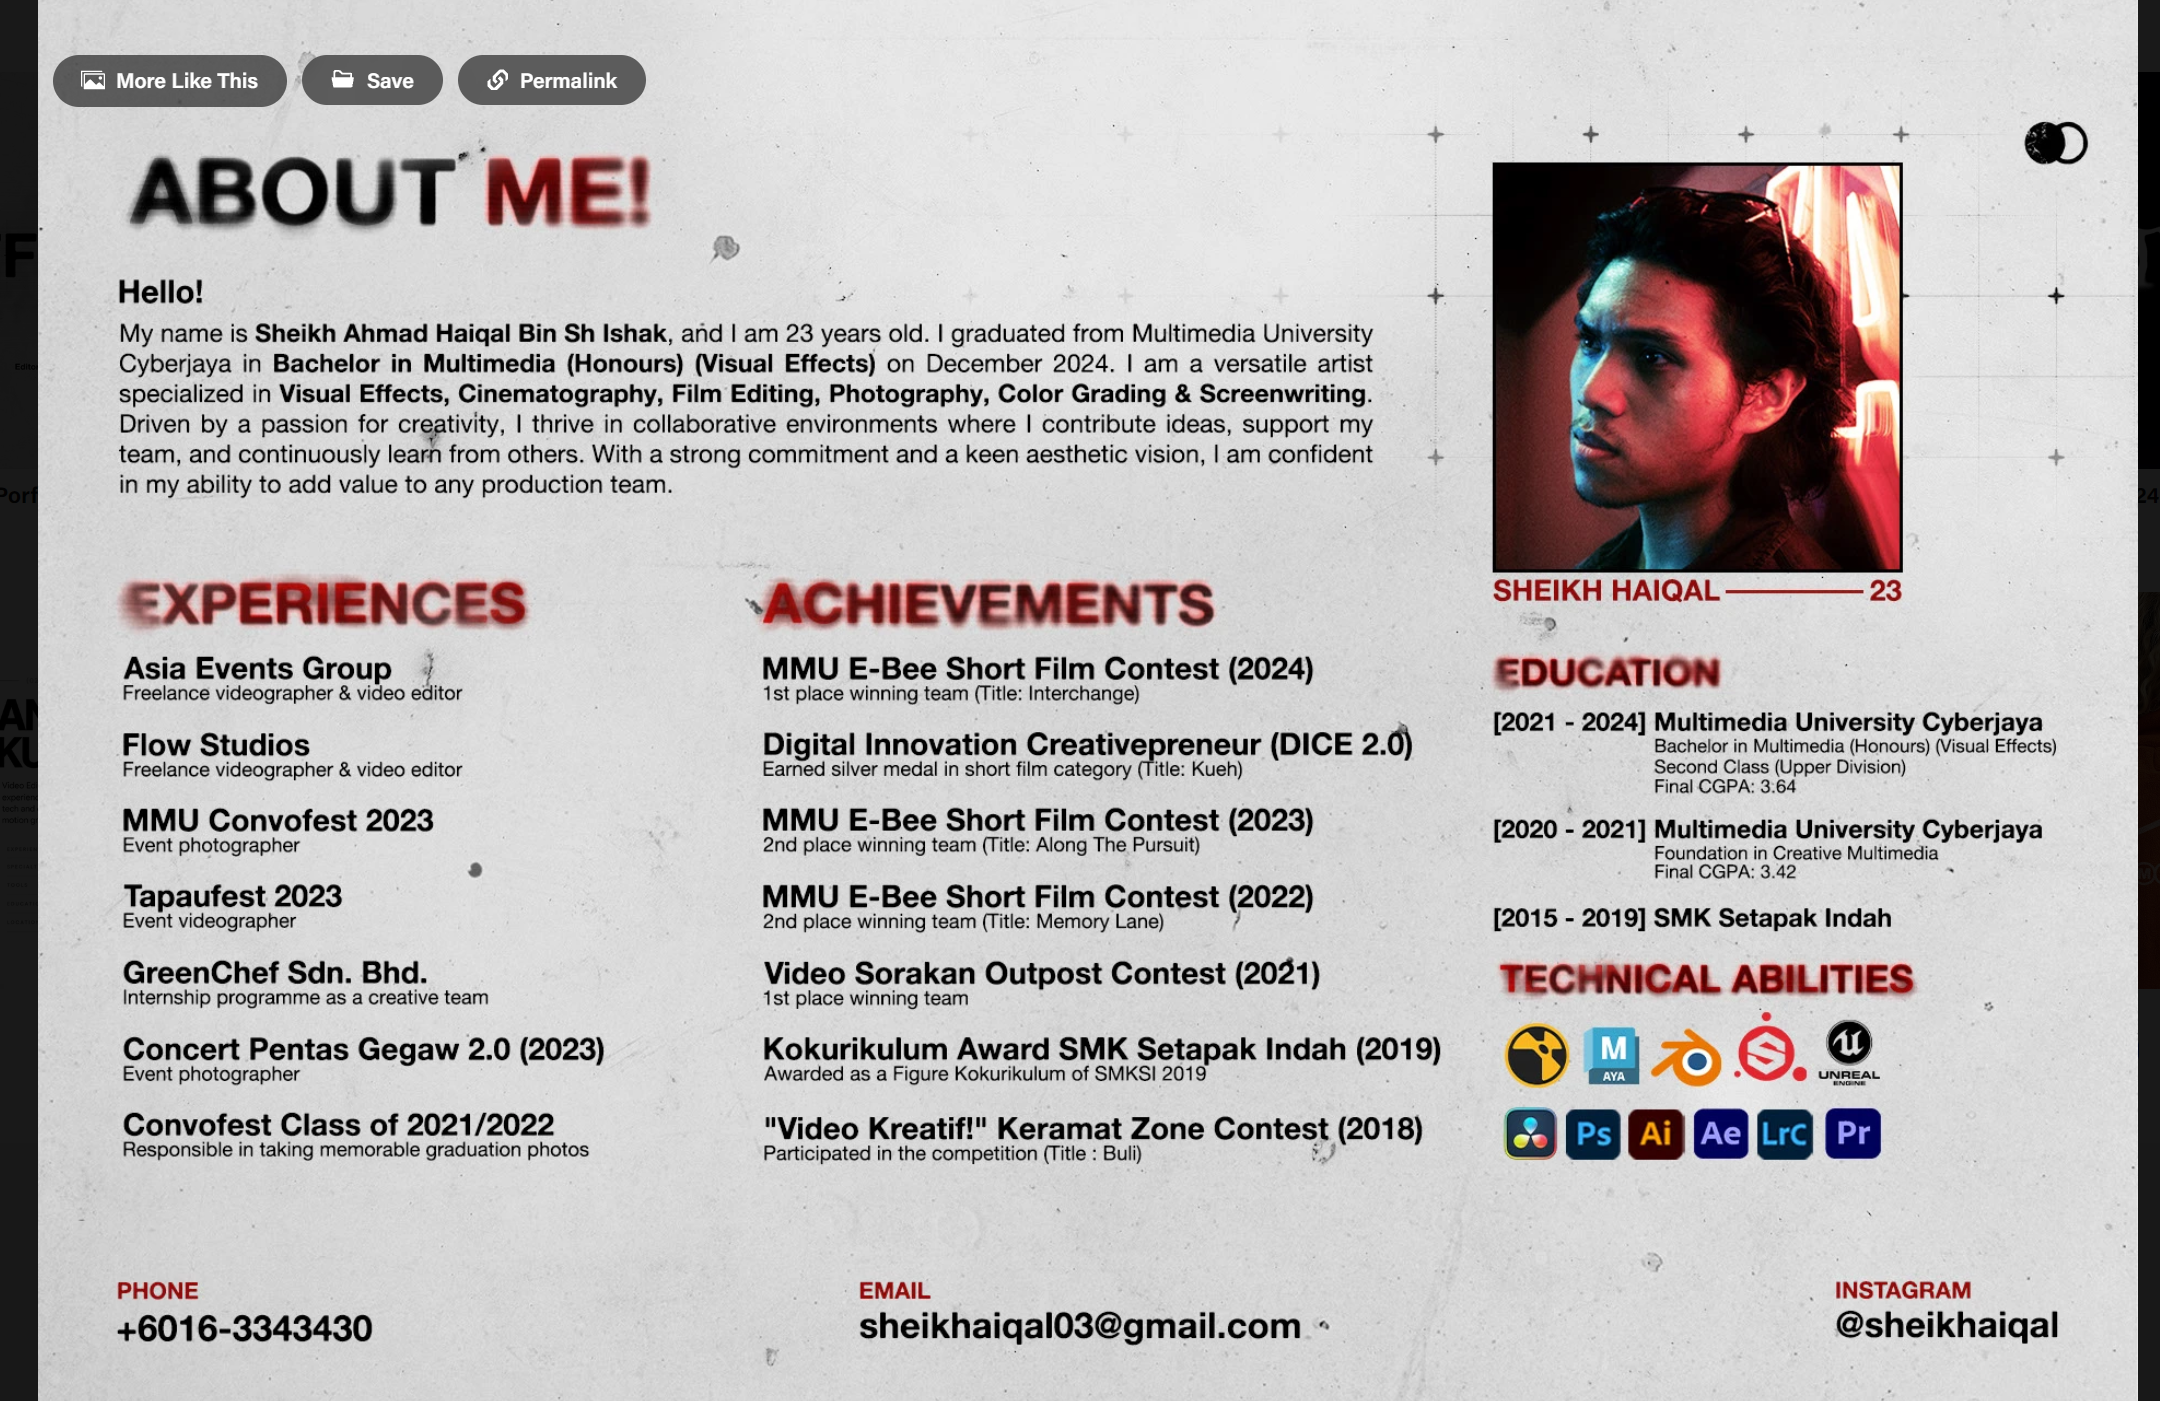 More Like This
Save
Permalink
ABOUT ME!
Hello!
My name is Sheikh Ahmad Haiqal Bin Sh Ishak, and I am 23 years old. I graduated from Multimedia University
Cyberjaya in Bachelor in Multimedia (Honours) (Visual Effects) on December 2024. I am a versatile artist
specialized in Visual Effects, Cinematography, Film Editing, Photography, Color Grading & Screenwriting.
Driven by a passion for creativity, I thrive in collaborative environments where I contribute ideas, support my
team, and continuously learn from others. With a strong commitment and a keen aesthetic vision, I am confident
in my ability to add value to any production team.
SHEIKH HAIQAL 23
EXPERIENCES
Asia Events Group
Freelance videographer & video editor
Flow Studios
Freelance videographer & video editor
MMU Convofest 2023
Event photographer
Tapaufest 2023
Event videographer
GreenChef Sdn. Bhd.
Internship programme as a creative team
Concert Pentas Gegaw 2.0 (2023)
Event photographer
Convofest Class of 2021/2022
Responsible in taking memorable graduation photos
ACHIEVEMENTS
MMU E-Bee Short Film Contest (2024)
1st place winning team (Title: Interchange)
Digital Innovation Creativepreneur (DICE 2.0)
Earned silver medal in short film category (Title: Kueh)
MMU E-Bee Short Film Contest (2023)
2nd place winning team (Title: Along The Pursuit)
MMU E-Bee Short Film Contest (2022)
2nd place winning team (Title: Memory Lane)
Video Sorakan Outpost Contest (2021)
1st place winning team
Kokurikulum Award SMK Setapak Indah (2019)
Awarded as a Figure Kokurikulum of SMKSI 2019
"Video Kreatif!" Keramat Zone Contest (2018)
Participated in the competition (Title : Buli)
EDUCATION
[2021 - 2024] Multimedia University Cyberjaya
Bachelor in Multimedia (Honours) (Visual Effects)
Second Class (Upper Division)
Final CGPA: 3.64
[2020 - 2021] Multimedia University Cyberjaya
Foundation in Creative Multimedia
Final CGPA: 3.42
[2015 - 2019] SMK Setapak Indah
TECHNICAL ABILITIES
M
AYA
UNREAL
ENGINE
Ps Ai Ae LrC Pr
PHONE
+6016-3343430
EMAIL
sheikhaiqal03@gmail.com
INSTAGRAM
@sheikhaiqal